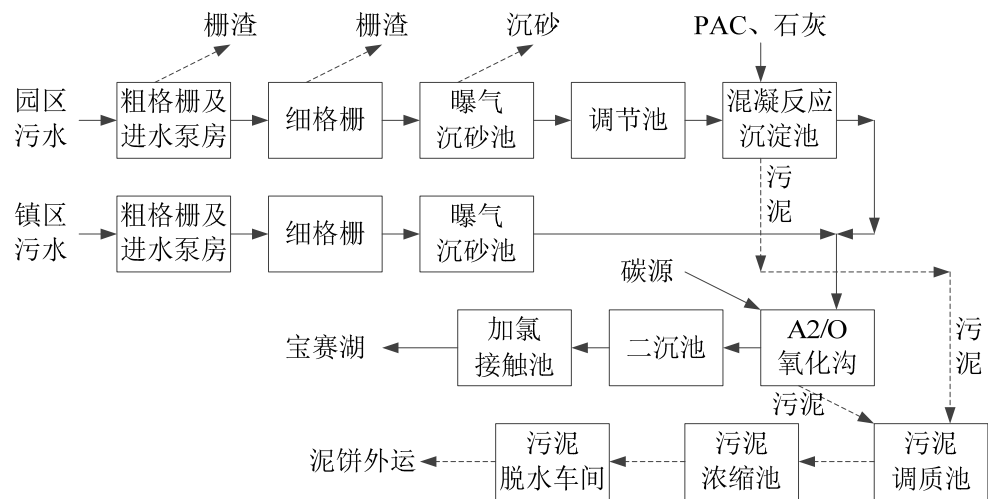 栅渣
栅渣
沉砂
PAC、石灰
园区
污水
粗格栅及
进水泵房
细格栅
曝气
沉砂池
调节池
混凝反应
沉淀池
污
泥
镇区
污水
粗格栅及
进水泵房
细格栅
曝气
沉砂池
碳源
宝赛湖
加氯
接触池
二沉池
A2/O
氧化沟
污
泥
污泥
泥饼外运
污泥
脱水车间
污泥
浓缩池
污泥
调质池